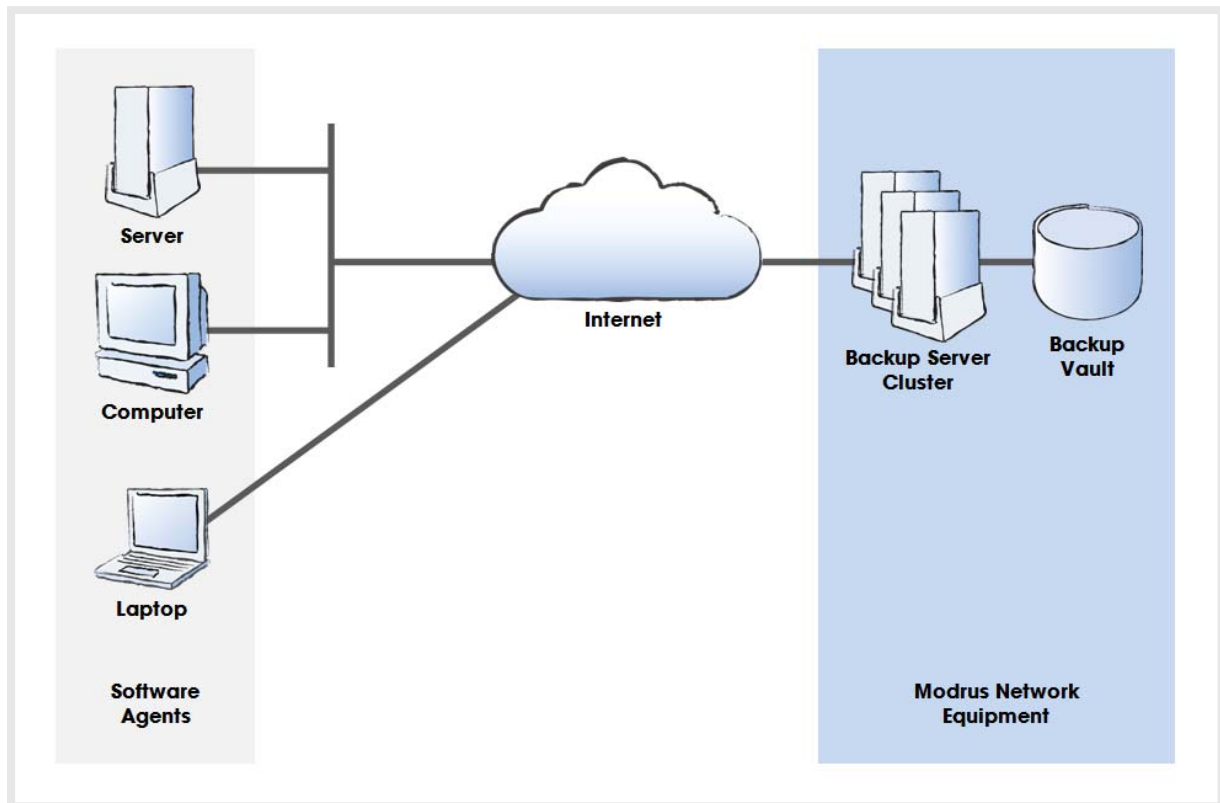 Server
Computer
Laptop
Software
Agents
Internet
Backup Server
Cluster
Backup
Vault
Modrus Network
Equipment